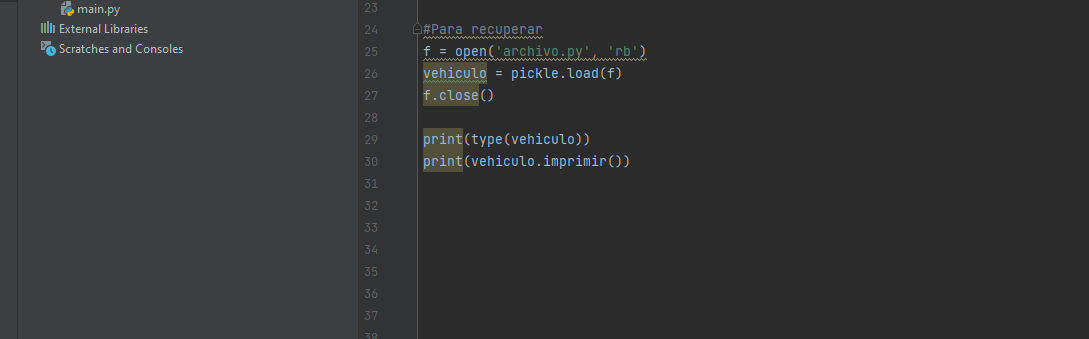 main.py
External Libraries
Scratches and Consoles
23
24 #Para recuperar
25 f = open('archivo.py', 'rb')
26 vehiculo = pickle.load(f)
27 f.close()
28
29 print(type(vehiculo))
30 print(vehiculo.imprimir())
31
32
33
34
35
36
37
38